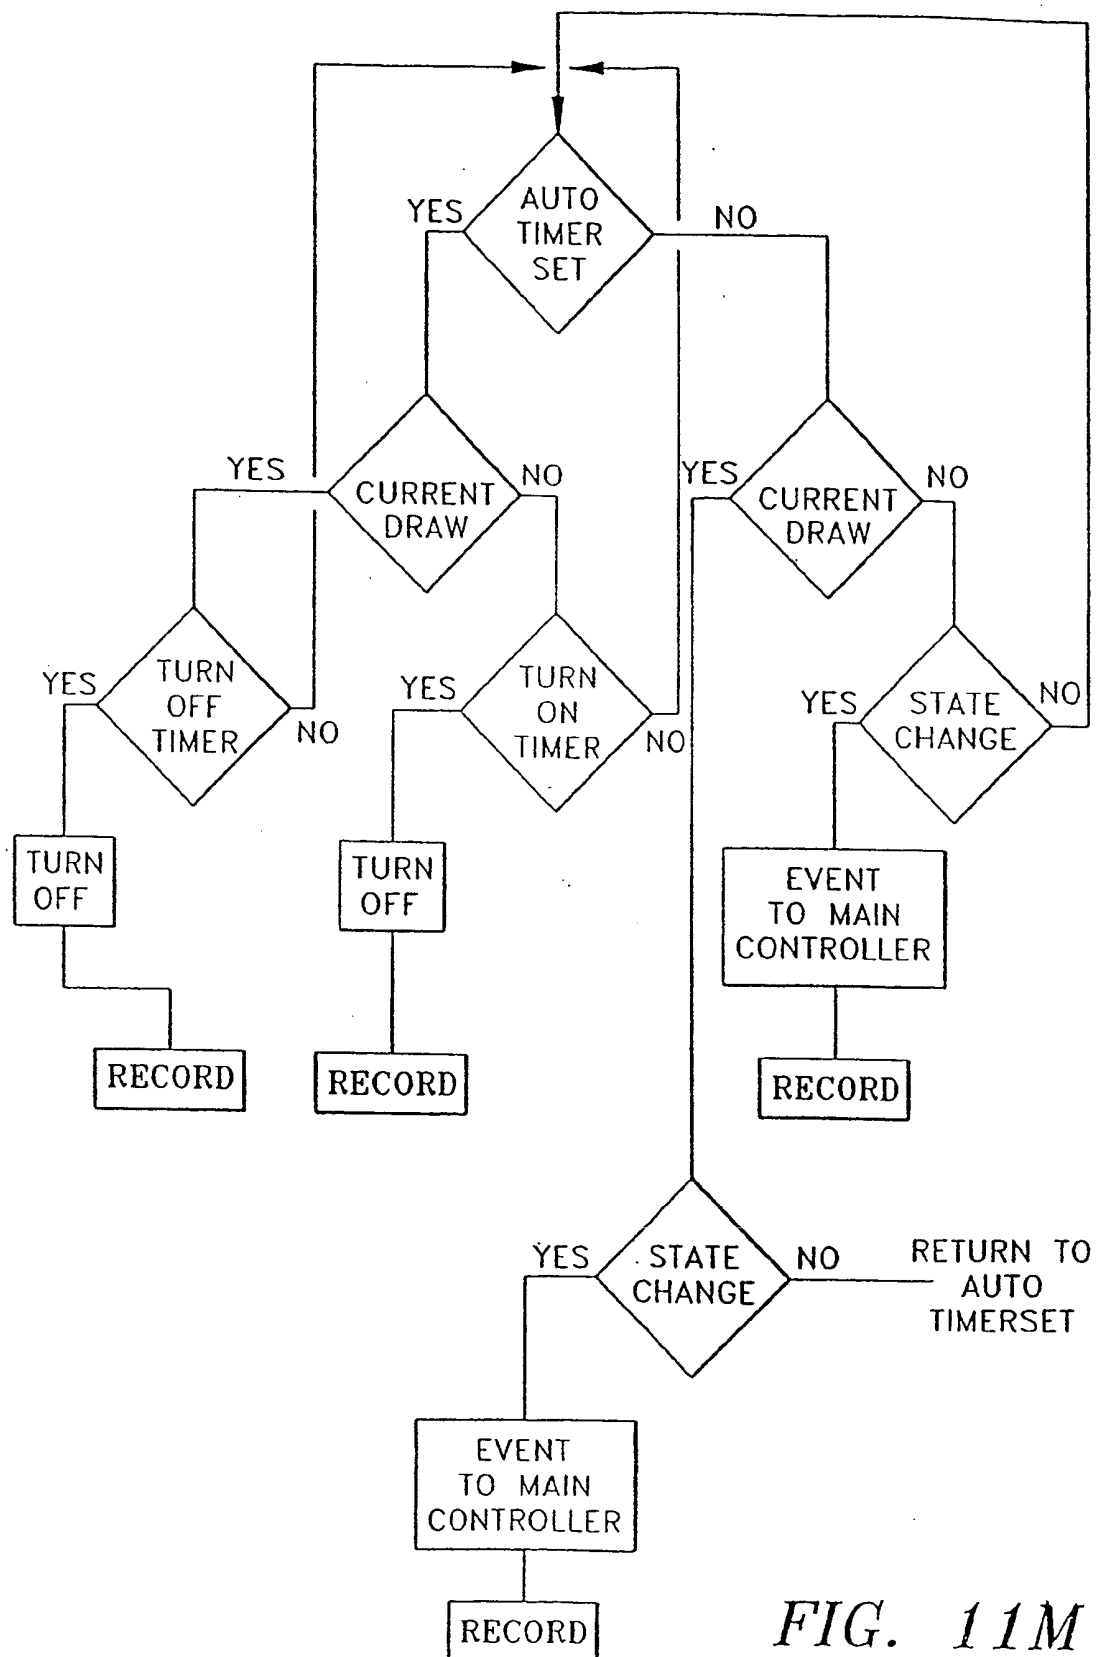 AUTO
TIMER
SET
YES
NO
CURRENT
DRAW
YES
NO
CURRENT
DRAW
YES
NO
TURN
OFF
TIMER
YES
NO
TURN
ON
TIMER
YES
NO
STATE
CHANGE
YES
NO
TURN
OFF
TURN
OFF
EVENT
TO MAIN
CONTROLLER
RECORD
RECORD
RECORD
STATE
CHANGE
YES
NO
RETURN TO
AUTO
TIMERSET
EVENT
TO MAIN
CONTROLLER
RECORD
FIG. 11M